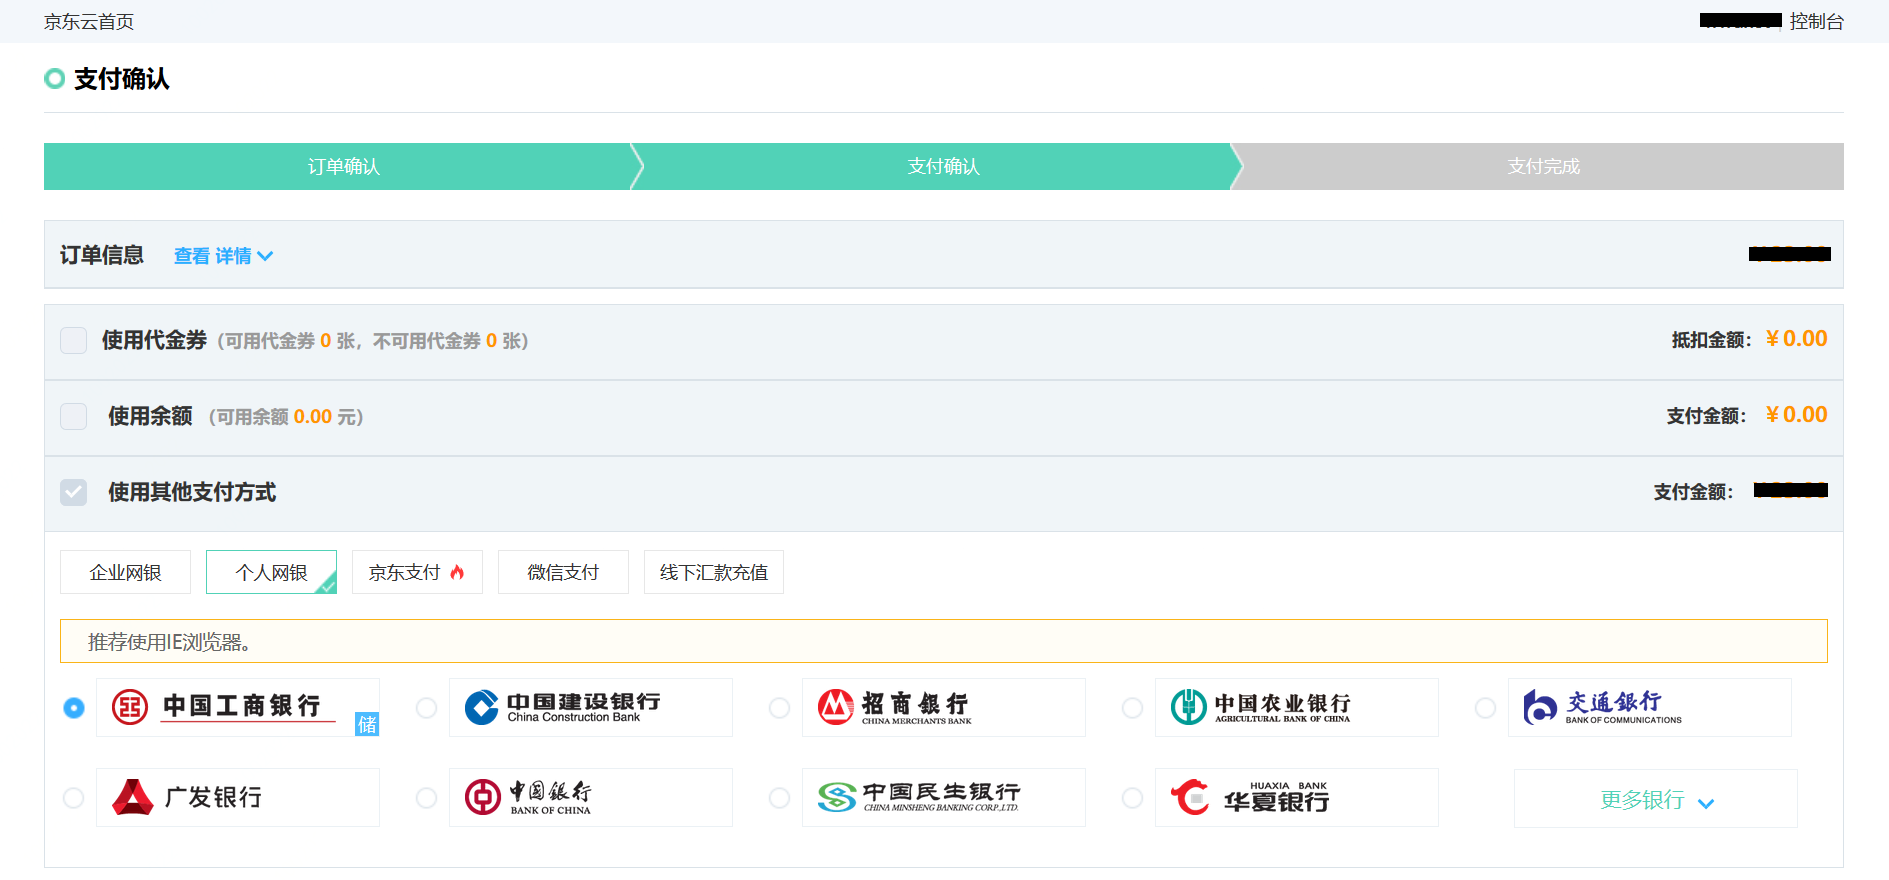 京东云首页
控制台
支付确认
订单确认
支付确认
支付完成
订单信息 查看 详情
使用代金券（可用代金券 0 张，不可用代金券 0 张）
抵扣金额： ¥ 0.00
使用余额（可用余额 0.00 元）
支付金额： ¥ 0.00
使用其他支付方式
支付金额：
企业网银
个人网银
京东支付
微信支付
线下汇款充值
推荐使用IE浏览器。
中国工商银行
储
中国建设银行
China Construction Bank
招商银行
CHINA MERCHANTS BANK
中国农业银行
AGRICULTURAL BANK OF CHINA
交通银行
BANK OF COMMUNICATIONS
广发银行
中国银行
BANK OF CHINA
中国民生银行
CHINA MINSHENG BANKING CORP.,LTD.
HUAXIA BANK
华夏银行
更多银行